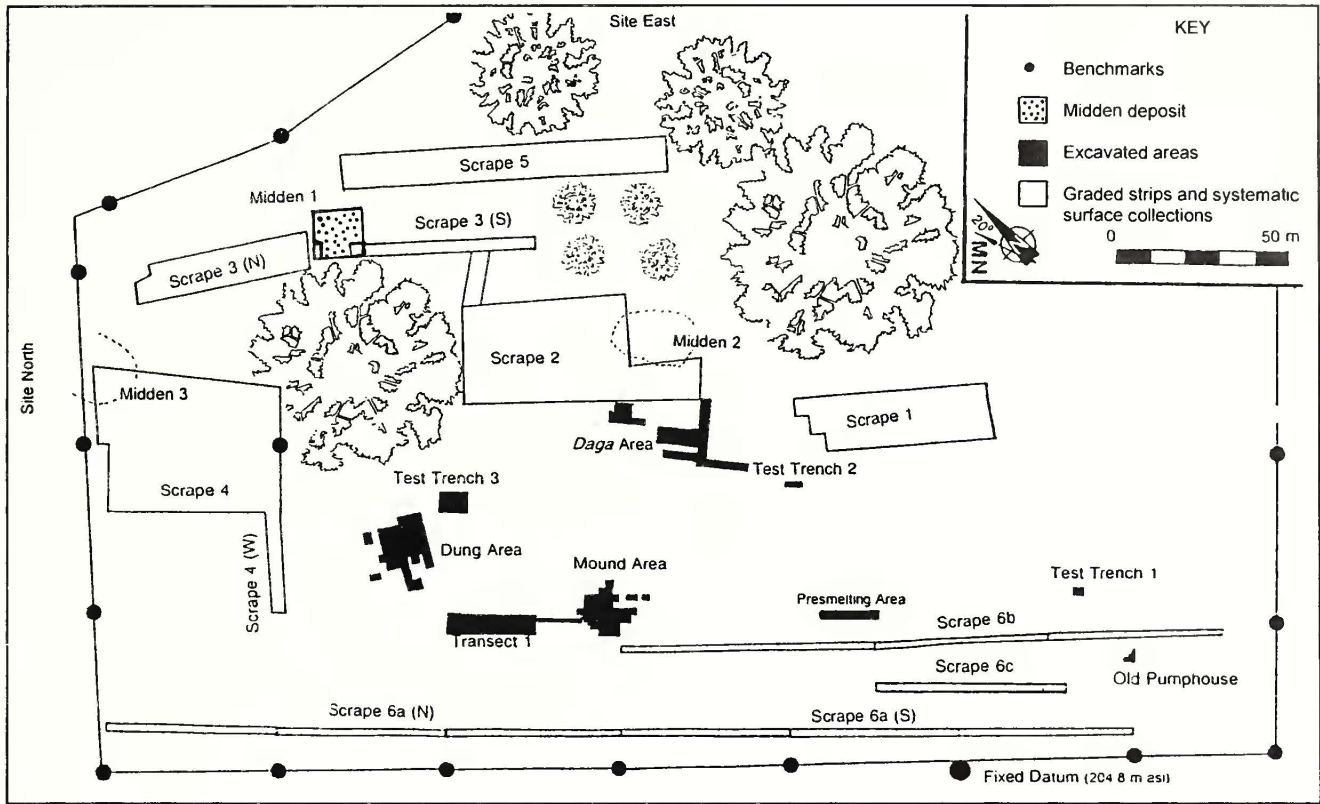 Site East
KEY
Benchmarks
Midden deposit
Excavated areas
Graded strips and systematic
surface collections
0 50 m
20°
MN
Scrape 5
Midden 1
Scrape 3 (S)
Scrape 3 (N)
Site North
Scrape 2
Midden 2
Midden 3
Scrape 1
Daga Area
Test Trench 2
Test Trench 3
Scrape 4
Dung Area
Scrape 4 (W)
Mound Area
Test Trench 1
Presmelting Area
Transect 1
Scrape 6b
Scrape 6c
Old Pumphouse
Scrape 6a (N)
Scrape 6a (S)
Fixed Datum (204 8 m asl)